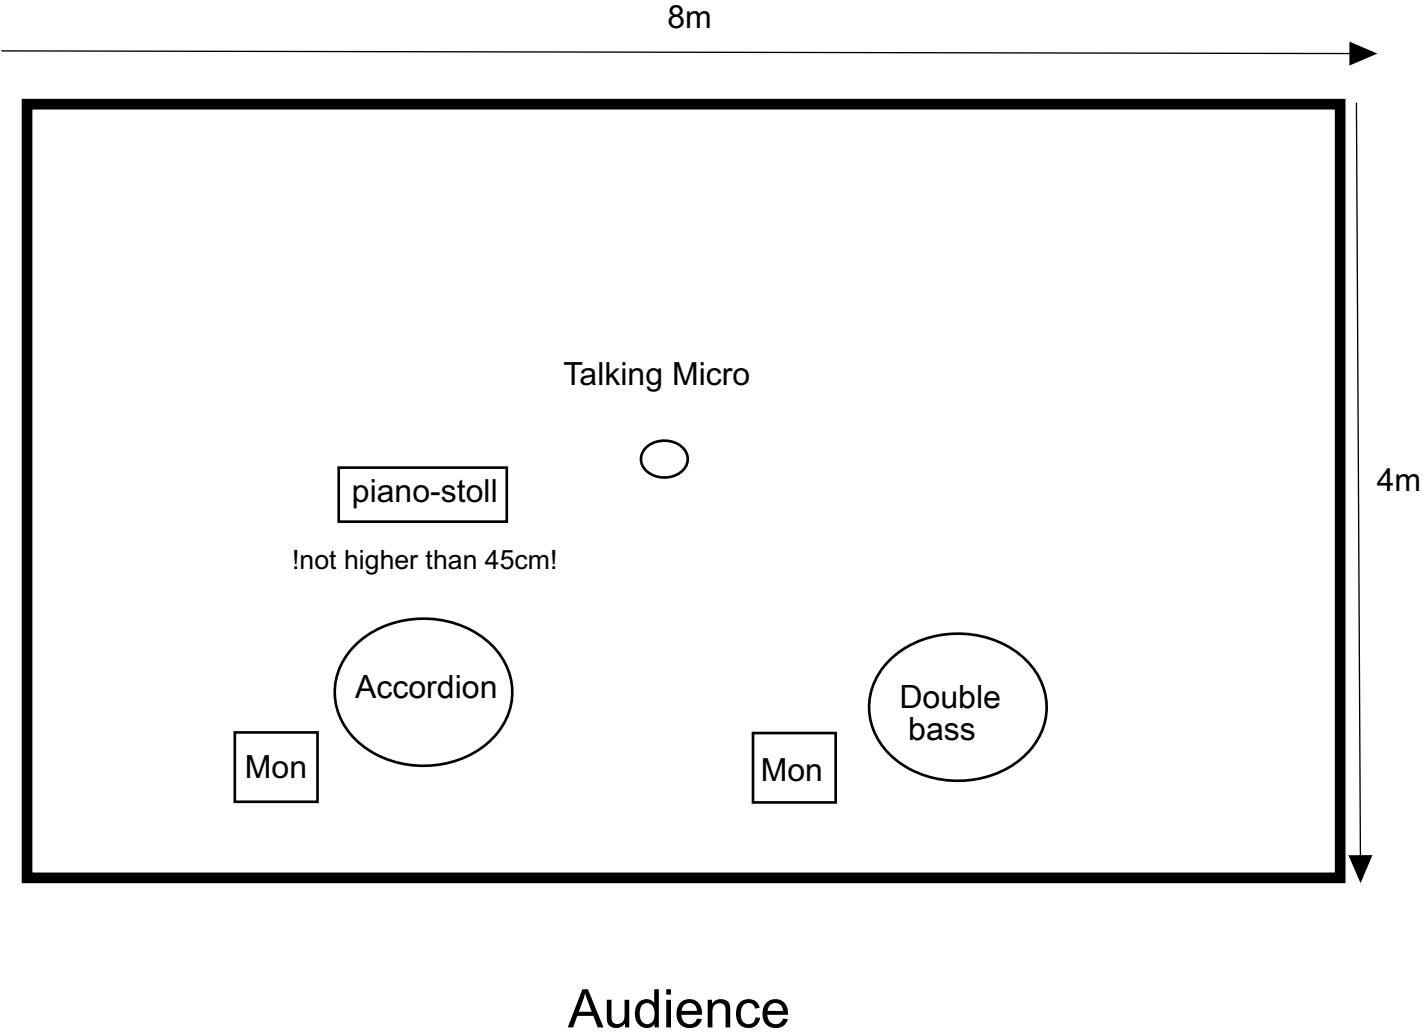 8m
Talking Micro
4m
piano-stoll
!not higher than 45cm!
Accordion
Double
bass
Mon
Mon
Audience